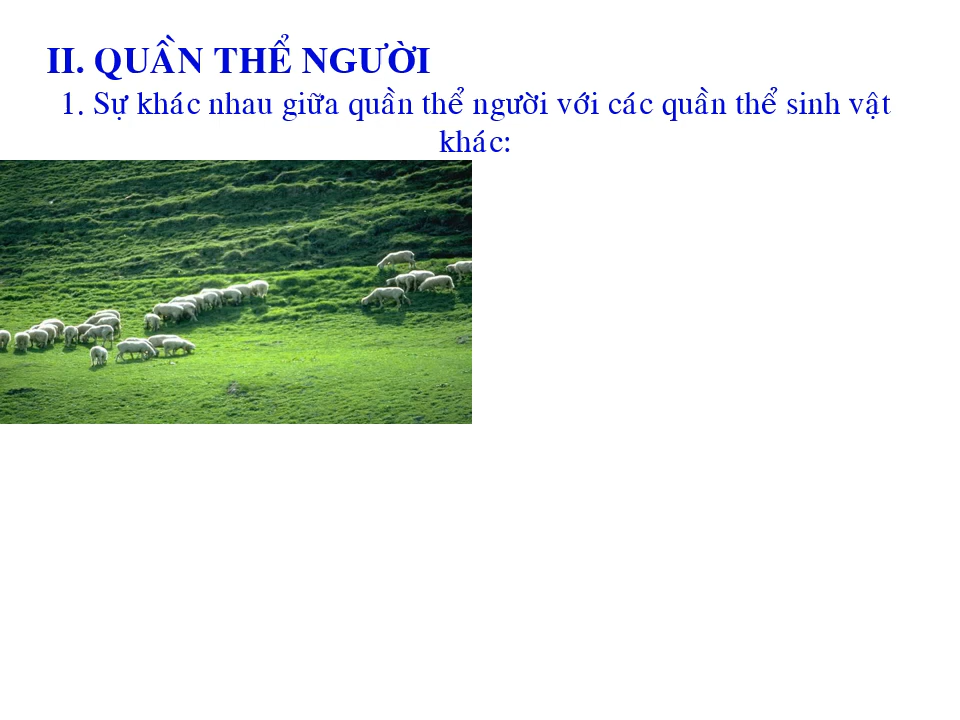 II. QUẦN THỂ NGƯỜI
1. Sự khác nhau giữa quần thể người với các quần thể sinh vật
khác: